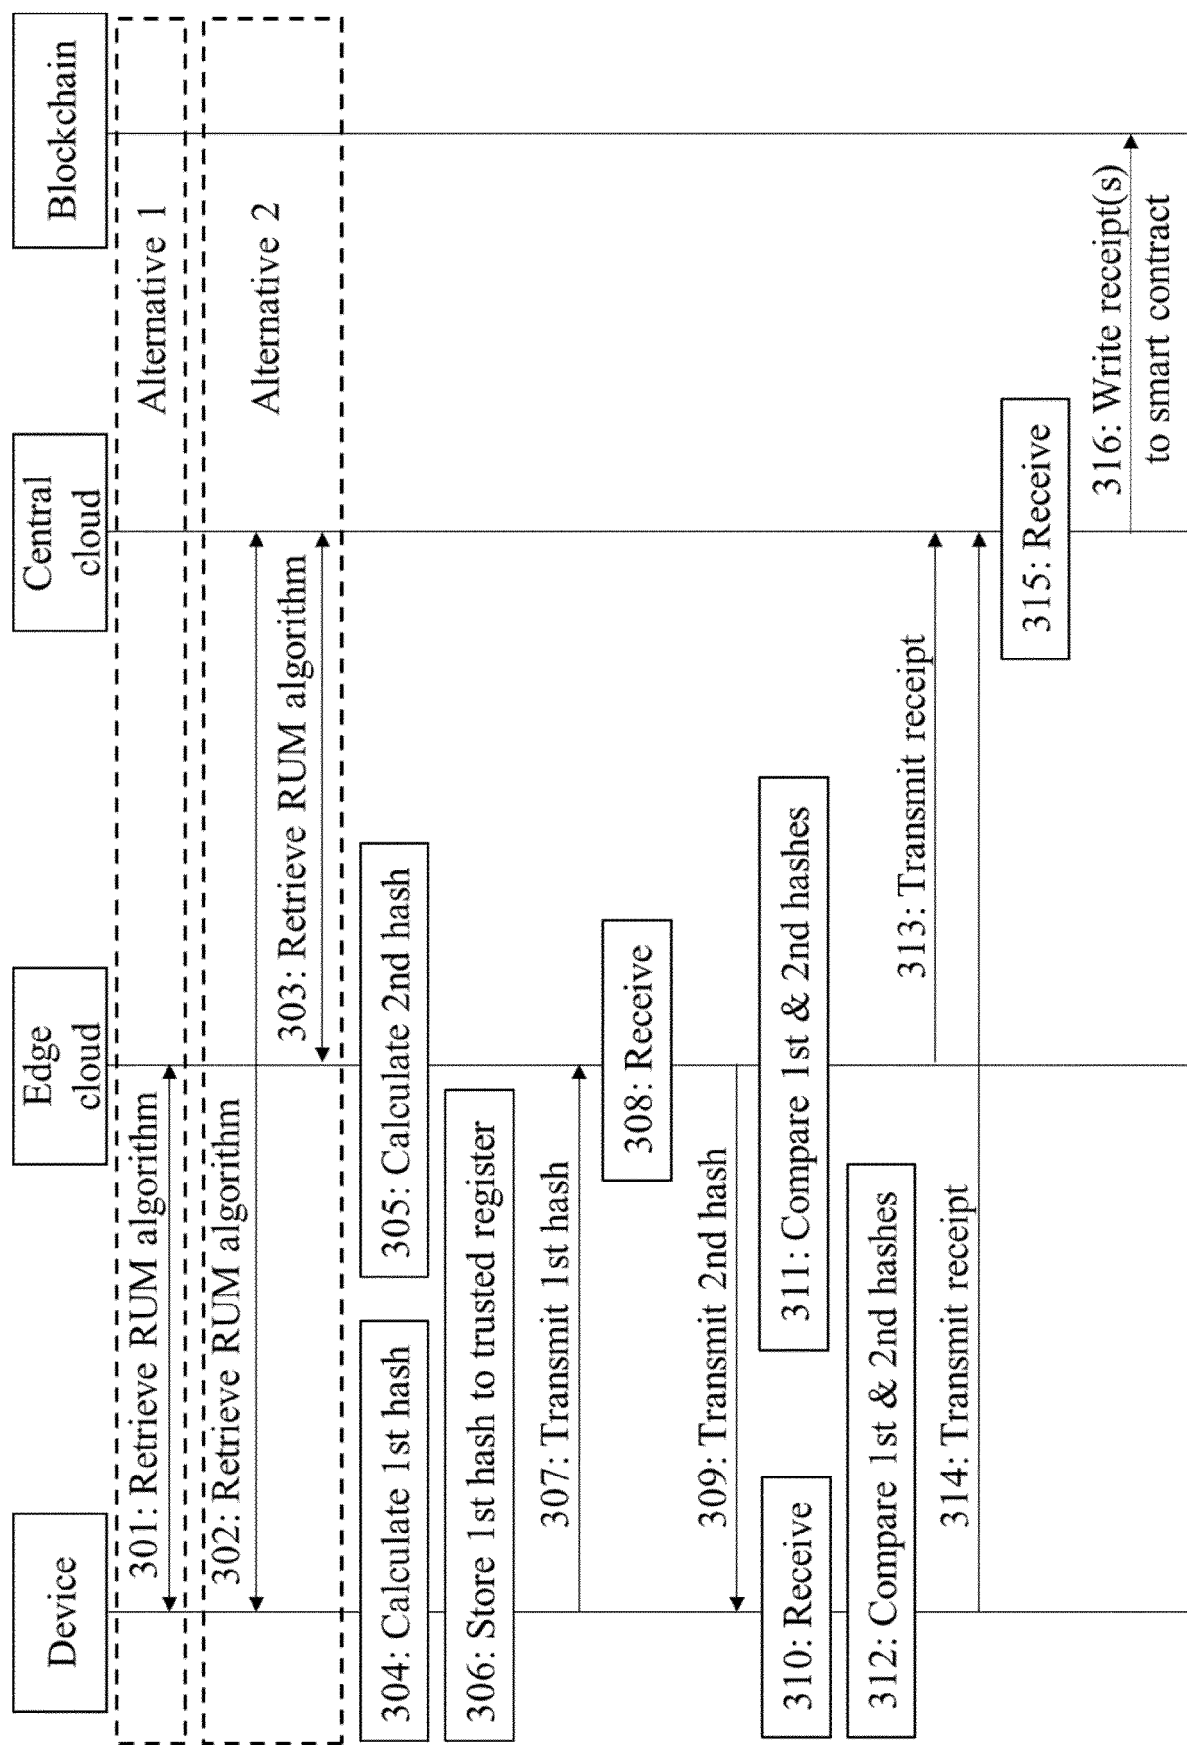 Device
Edge
cloud
Central
cloud
Blockchain
301: Retrieve RUM algorithm
Alternative 1
302: Retrieve RUM algorithm
Alternative 2
303: Retrieve RUM algorithm
304: Calculate 1st hash
305: Calculate 2nd hash
306: Store 1st hash to trusted register
307: Transmit 1st hash
308: Receive
309: Transmit 2nd hash
310: Receive
311: Compare 1st & 2nd hashes
312: Compare 1st & 2nd hashes
313: Transmit receipt
314: Transmit receipt
315: Receive
316: Write receipt(s)
to smart contract